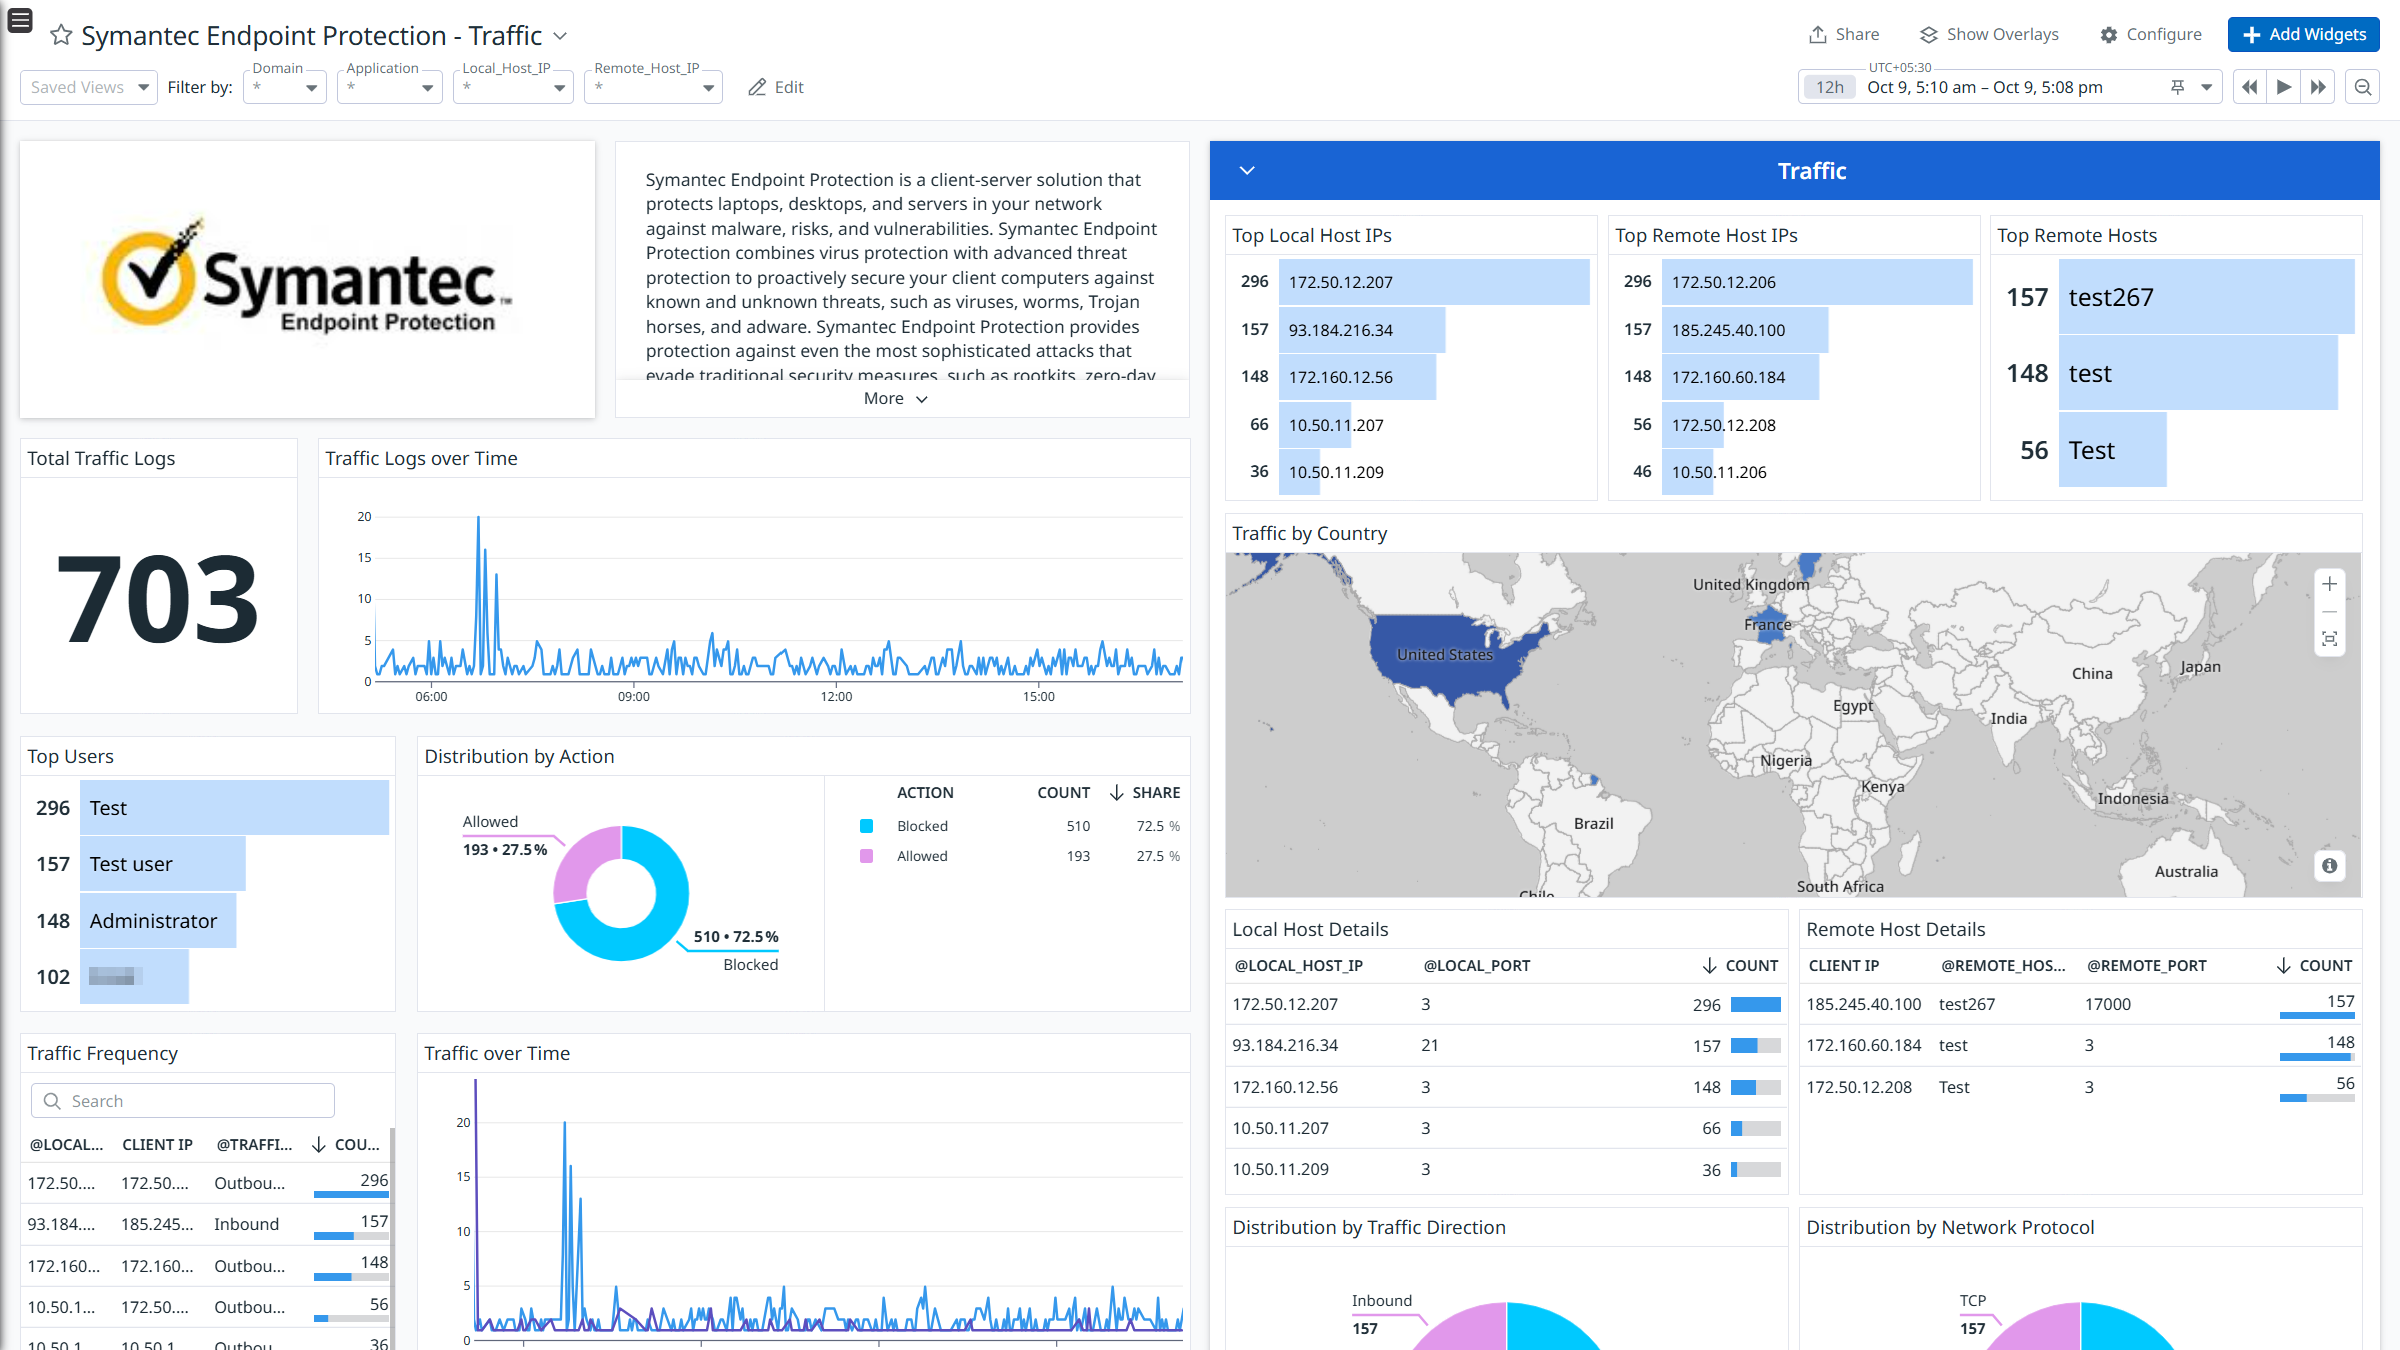 Symantec Endpoint Protection - Traffic
Share
Show Overlays
Configure
Add Widgets
Saved Views
Filter by:
Domain
*
Application
*
Local_Host_IP
*
Remote_Host_IP
*
Edit
UTC+05:30
12h
Oct 9, 5:10 am – Oct 9, 5:08 pm
Symantec™
Endpoint Protection
Symantec Endpoint Protection is a client-server solution that
protects laptops, desktops, and servers in your network
against malware, risks, and vulnerabilities. Symantec Endpoint
Protection combines virus protection with advanced threat
protection to proactively secure your client computers against
known and unknown threats, such as viruses, worms, Trojan
horses, and adware. Symantec Endpoint Protection provides
protection against even the most sophisticated attacks that
evade traditional security measures, such as rootkits, zero-day
More
Total Traffic Logs
703
Traffic Logs over Time
20
15
10
5
0
06:00
09:00
12:00
15:00
Top Users
296 Test
157 Test user
148 Administrator
102
Distribution by Action
Allowed
193 • 27.5%
510 • 72.5%
Blocked
ACTION COUNT SHARE
Blocked 510 72.5 %
Allowed 193 27.5 %
Traffic Frequency
Search
@LOCAL... CLIENT IP @TRAFFI... COU...
172.50.... 172.50.... Outbou... 296
93.184.... 185.245... Inbound 157
172.160... 172.160... Outbou... 148
10.50.1... 172.50.... Outbou... 56
10.50.1... 10.50.1... Outbou... 36
Traffic over Time
20
15
10
5
0
Traffic
Top Local Host IPs
296 172.50.12.207
157 93.184.216.34
148 172.160.12.56
66 10.50.11.207
36 10.50.11.209
Top Remote Host IPs
296 172.50.12.206
157 185.245.40.100
148 172.160.60.184
56 172.50.12.208
46 10.50.11.206
Top Remote Hosts
157 test267
148 test
56 Test
Traffic by Country
United Kingdom
France
United States
China
Japan
Egypt
India
Nigeria
Kenya
Indonesia
Brazil
Australia
South Africa
Chile
Local Host Details
@LOCAL_HOST_IP @LOCAL_PORT COUNT
172.50.12.207 3 296
93.184.216.34 21 157
172.160.12.56 3 148
10.50.11.207 3 66
10.50.11.209 3 36
Remote Host Details
CLIENT IP @REMOTE_HOS... @REMOTE_PORT COUNT
185.245.40.100 test267 17000 157
172.160.60.184 test 3 148
172.50.12.208 Test 3 56
Distribution by Traffic Direction
Inbound
157
Distribution by Network Protocol
TCP
157